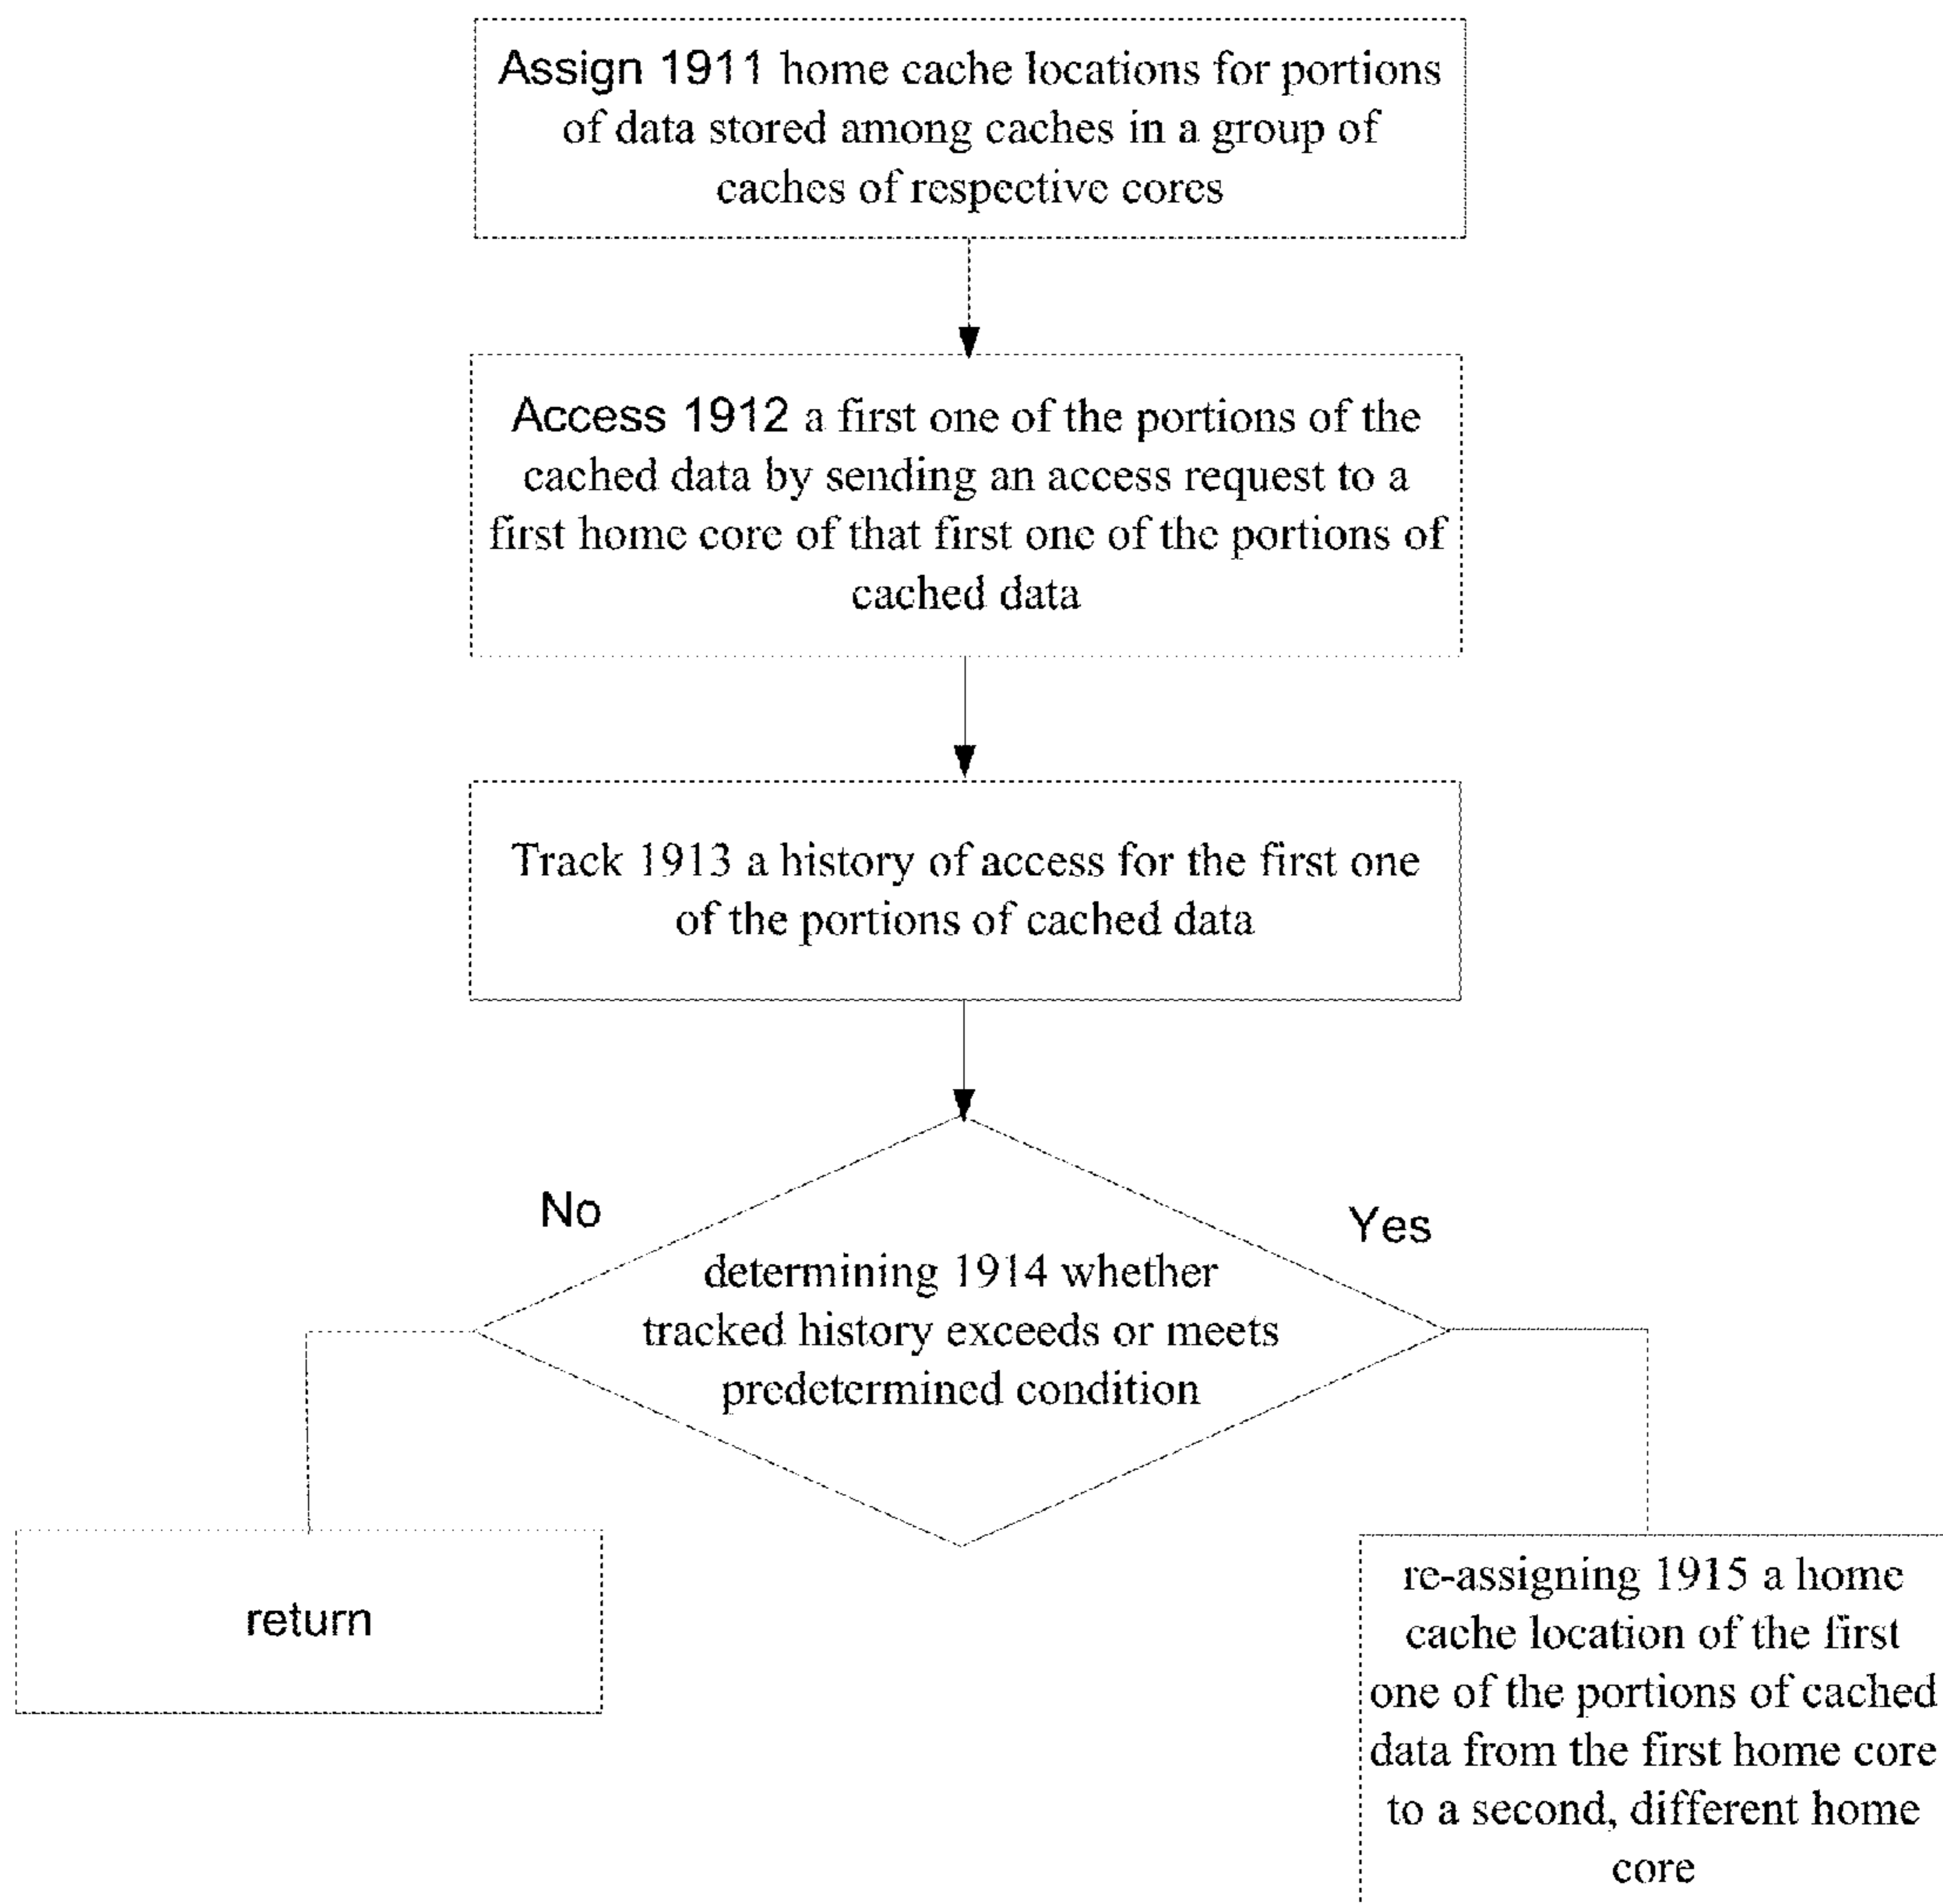 Assign 1911 home cache locations for portions
of data stored among caches in a group of
caches of respective cores
Access 1912 a first one of the portions of the
cached data by sending an access request to a
first home core of that first one of the portions of
cached data
Track 1913 a history of access for the first one
of the portions of cached data
No
Yes
determining 1914 whether
tracked history exceeds or meets
predetermined condition
return
re-assigning 1915 a home
cache location of the first
one of the portions of cached
data from the first home core
to a second, different home
core